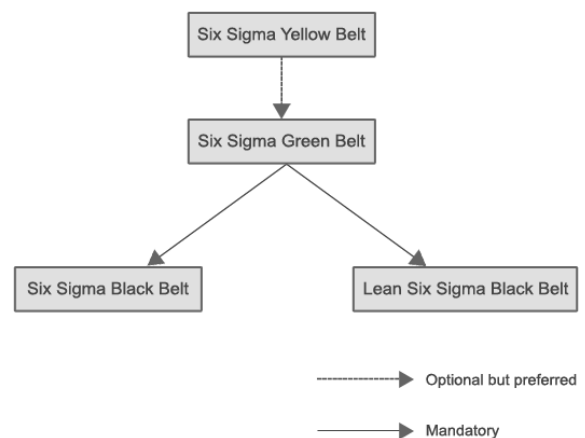 Six Sigma Yellow Belt
Six Sigma Green Belt
Six Sigma Black Belt
Lean Six Sigma Black Belt
Optional but preferred
Mandatory